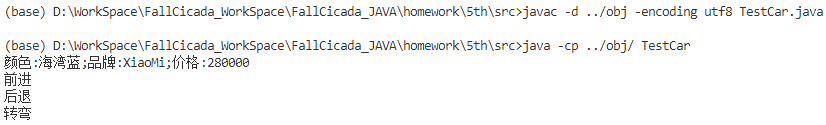 (base) D:\WorkSpace\FallCicada_WorkSpace\FallCicada_JAVA\homework\5th\src>javac -d ../obj -encoding utf8 TestCar.java
(base) D:\WorkSpace\FallCicada_WorkSpace\FallCicada_JAVA\homework\5th\src>java -cp ../obj/ TestCar
颜色:海湾蓝;品牌:XiaoMi;价格:280000
前进
后退
转弯